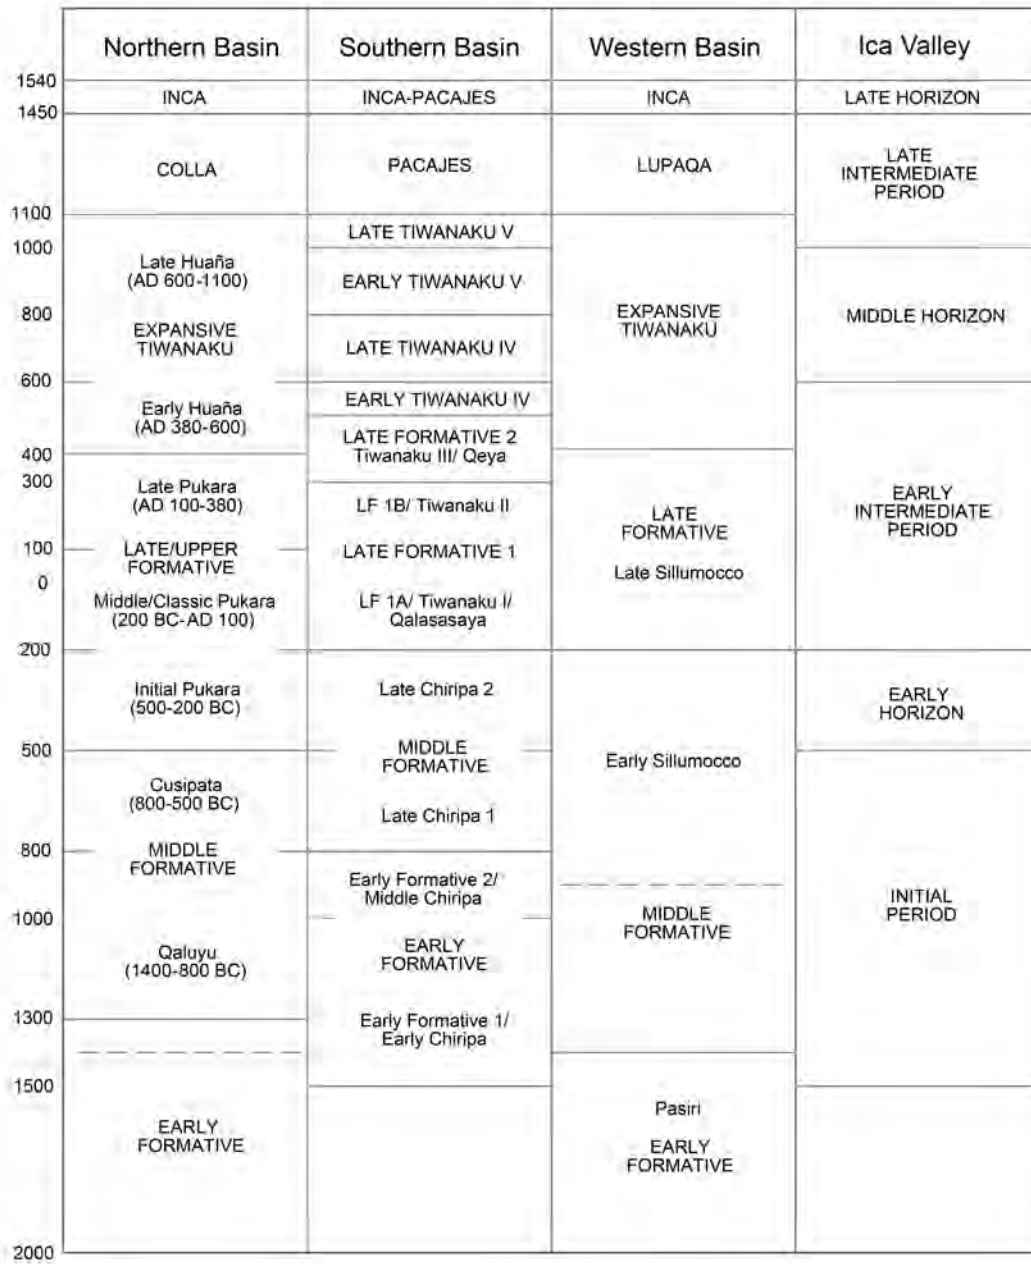 Northern Basin
Southern Basin
Western Basin
Ica Valley
1540
INCA
INCA-PACAJES
INCA
LATE HORIZON
1450
COLLA
PACAJES
LUPAQA
LATE
INTERMEDIATE
PERIOD
1100
LATE TIWANAKU V
1000
Late Huaña
(AD 600-1100)
EARLY TIWANAKU V
800
EXPANSIVE
TIWANAKU
LATE TIWANAKU IV
EXPANSIVE
TIWANAKU
MIDDLE HORIZON
600
EARLY TIWANAKU IV
Early Huaña
(AD 380-600)
LATE FORMATIVE 2
Tiwanaku III/ Qeya
400
300
Late Pukara
(AD 100-380)
LF 1B/ Tiwanaku II
LATE
FORMATIVE
EARLY
INTERMEDIATE
PERIOD
100
LATE/UPPER
FORMATIVE
LATE FORMATIVE 1
0
Late Sillumocco
Middle/Classic Pukara
(200 BC-AD 100)
LF 1A/ Tiwanaku I/
Qalasasaya
200
Initial Pukara
(500-200 BC)
Late Chiripa 2
EARLY
HORIZON
500
MIDDLE
FORMATIVE
Early Sillumocco
Cusipata
(800-500 BC)
Late Chiripa 1
800
MIDDLE
FORMATIVE
Early Formative 2/
Middle Chiripa
INITIAL
PERIOD
1000
MIDDLE
FORMATIVE
EARLY
FORMATIVE
Qaluyu
(1400-800 BC)
1300
Early Formative 1/
Early Chiripa
1500
Pasiri
EARLY
FORMATIVE
EARLY
FORMATIVE
2000